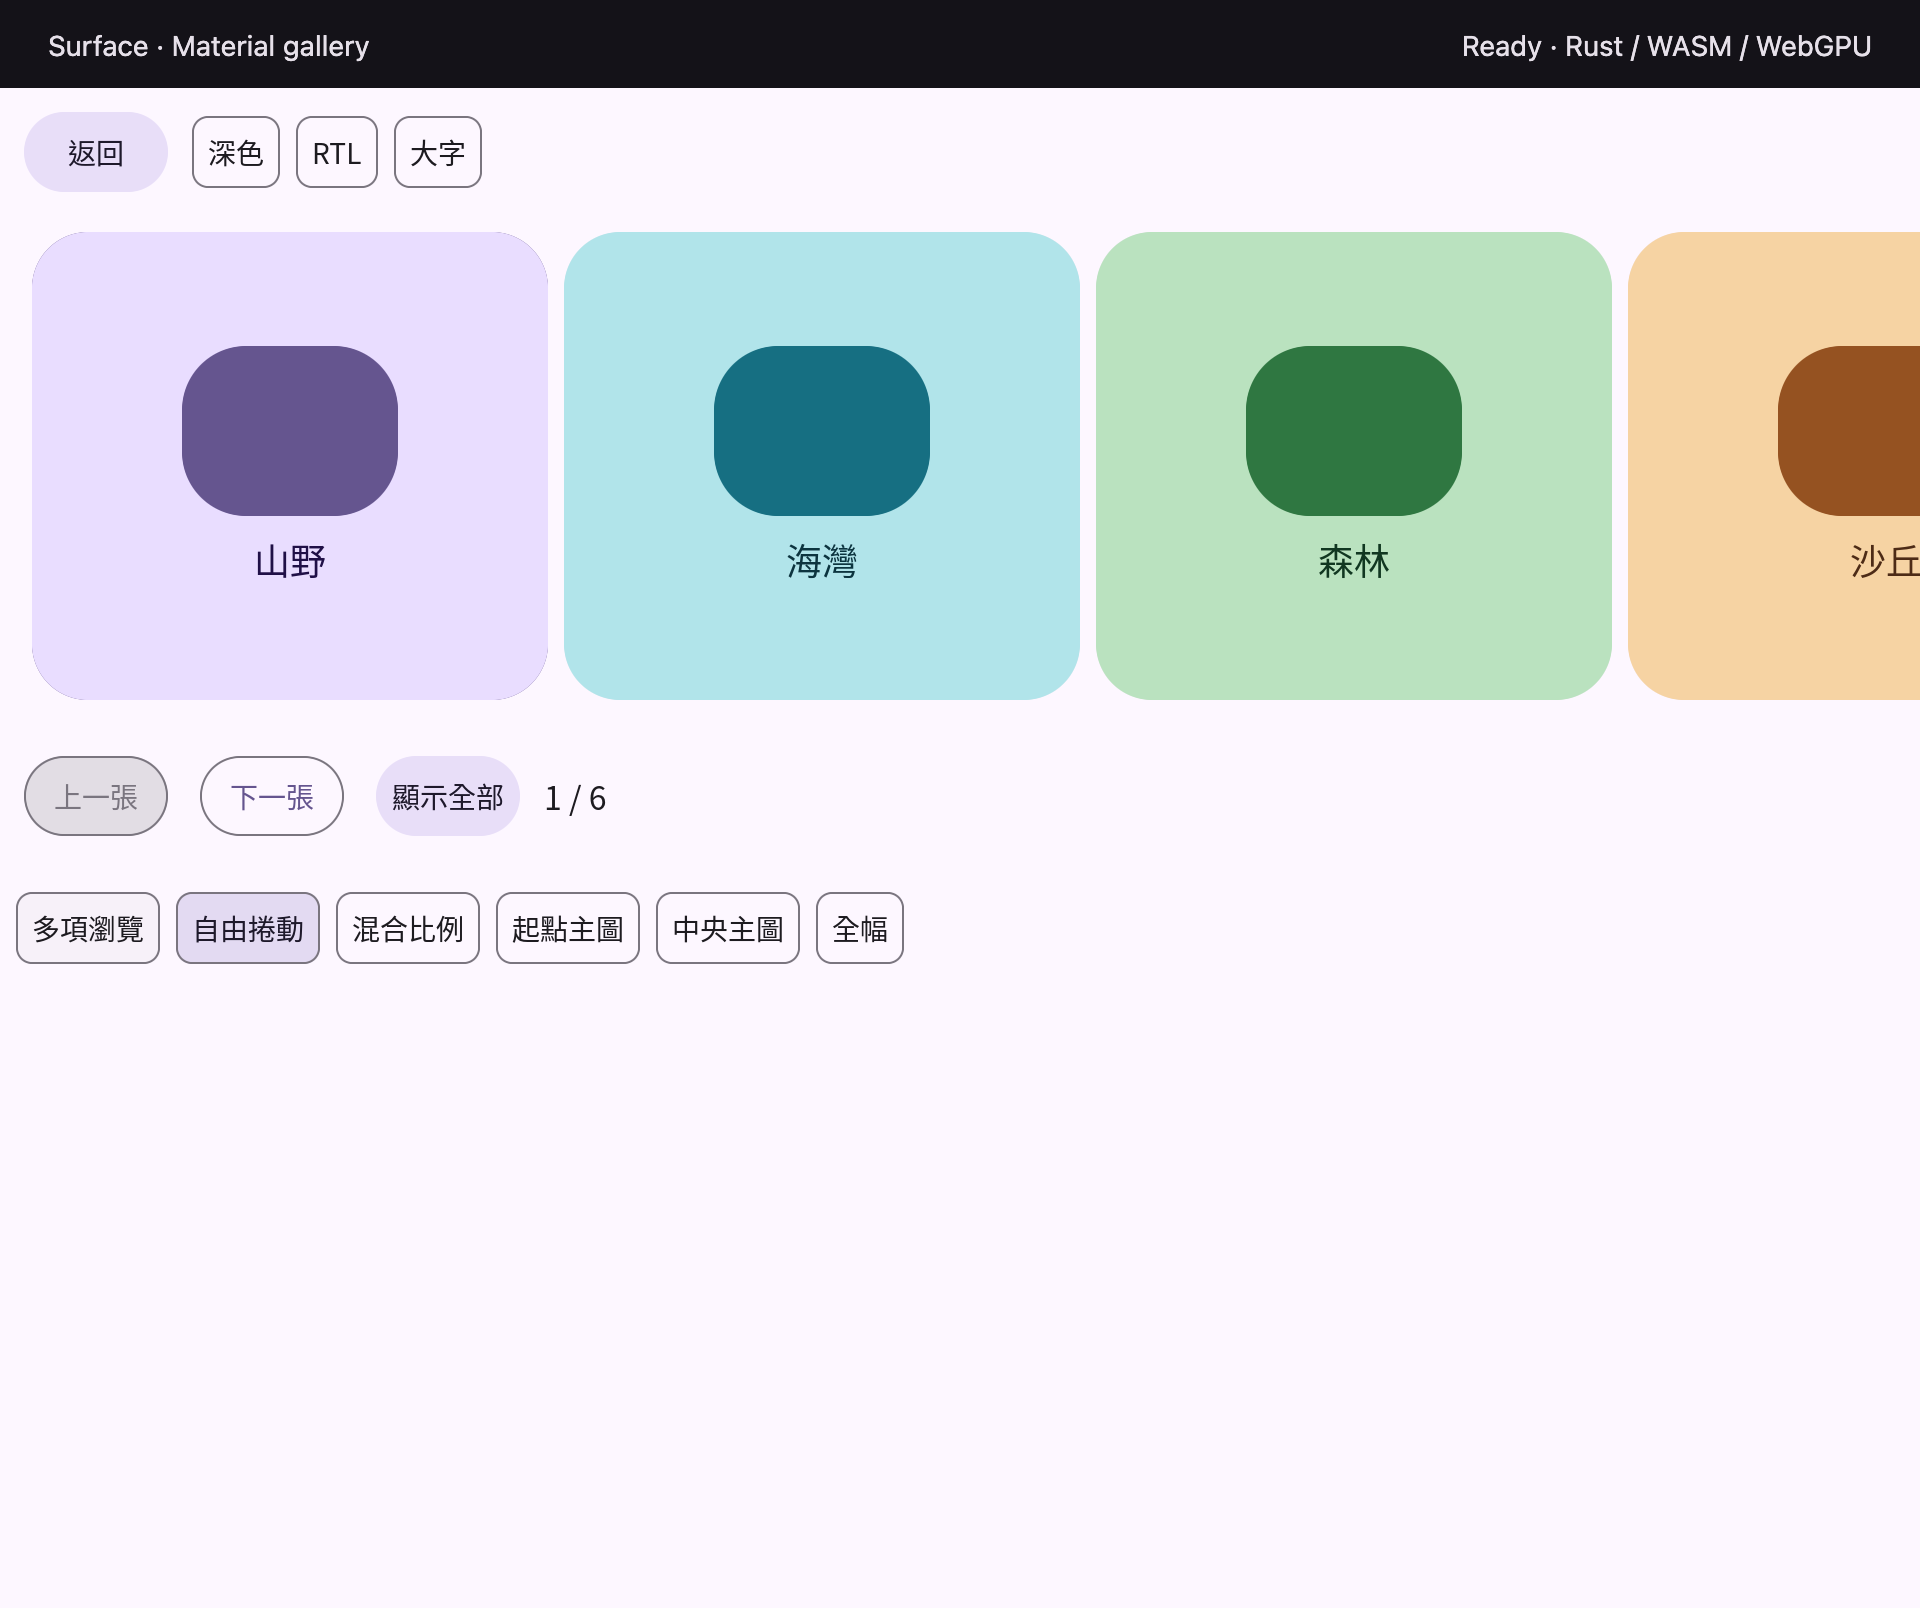 Surface · Material gallery
Ready · Rust / WASM / WebGPU
返回
深色
RTL
大字
山野
海灣
森林
沙丘
上一張
下一張
顯示全部
1 / 6
多項瀏覽
自由捲動
混合比例
起點主圖
中央主圖
全幅